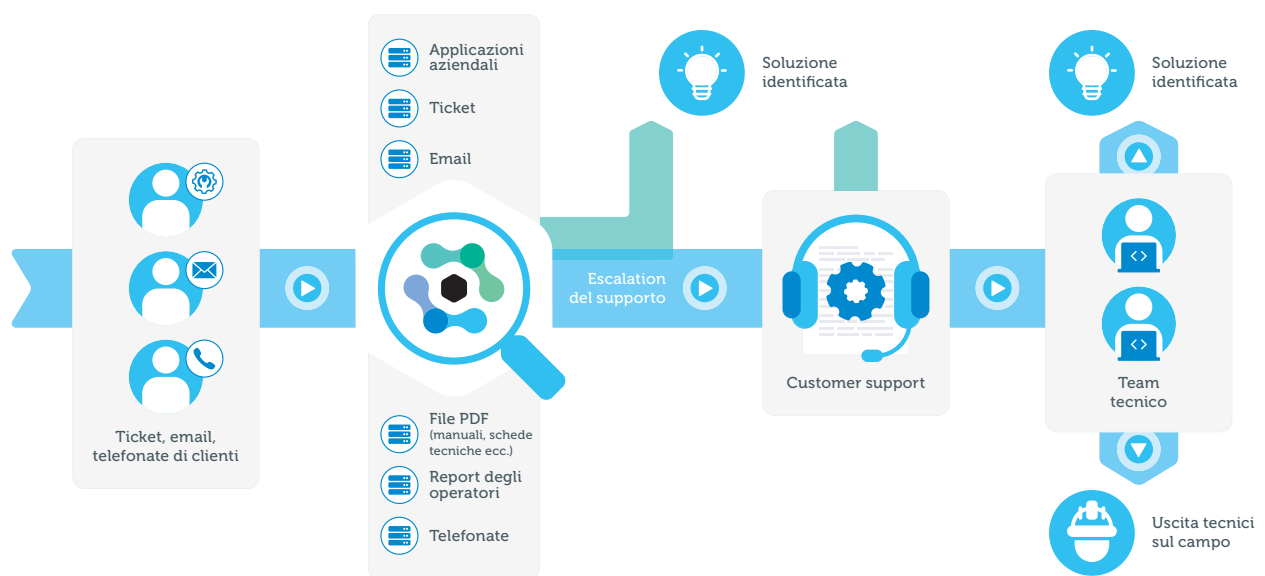 Ticket, email,
telefonate di clienti
Applicazioni
aziendali
Ticket
Email
File PDF
(manuali, schede
tecniche ecc.)
Report degli
operatori
Telefonate
Escalation
del supporto
Soluzione
identificata
Customer support
Soluzione
identificata
Team
tecnico
Uscita tecnici
sul campo